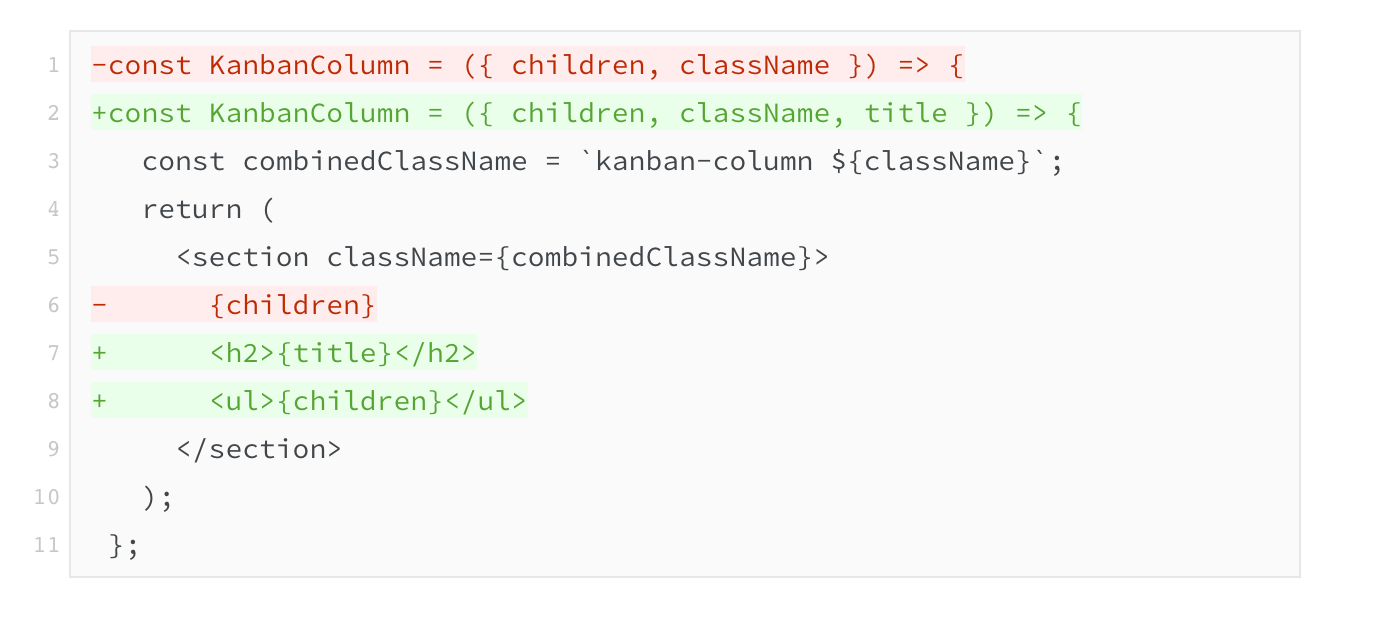 1 -const KanbanColumn = ({ children, className }) => {
2 +const KanbanColumn = ({ children, className, title }) => {
3    const combinedClassName = `kanban-column ${className}`;
4    return (
5      <section className={combinedClassName}>
6 -      {children}
7 +      <h2>{title}</h2>
8 +      <ul>{children}</ul>
9      </section>
10    );
11  };